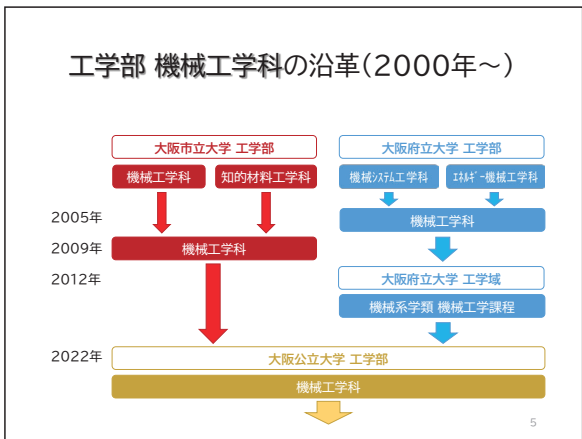 工学部 機械工学科の沿革(2000年～)
大阪市立大学 工学部
大阪府立大学 工学部
機械工学科
知的材料工学科
機械ｼｽﾃﾑ工学科
ｴﾈﾙｷﾞｰ機械工学科
2005年
機械工学科
2009年
機械工学科
2012年
大阪府立大学 工学域
機械系学類 機械工学課程
2022年
大阪公立大学 工学部
機械工学科
5